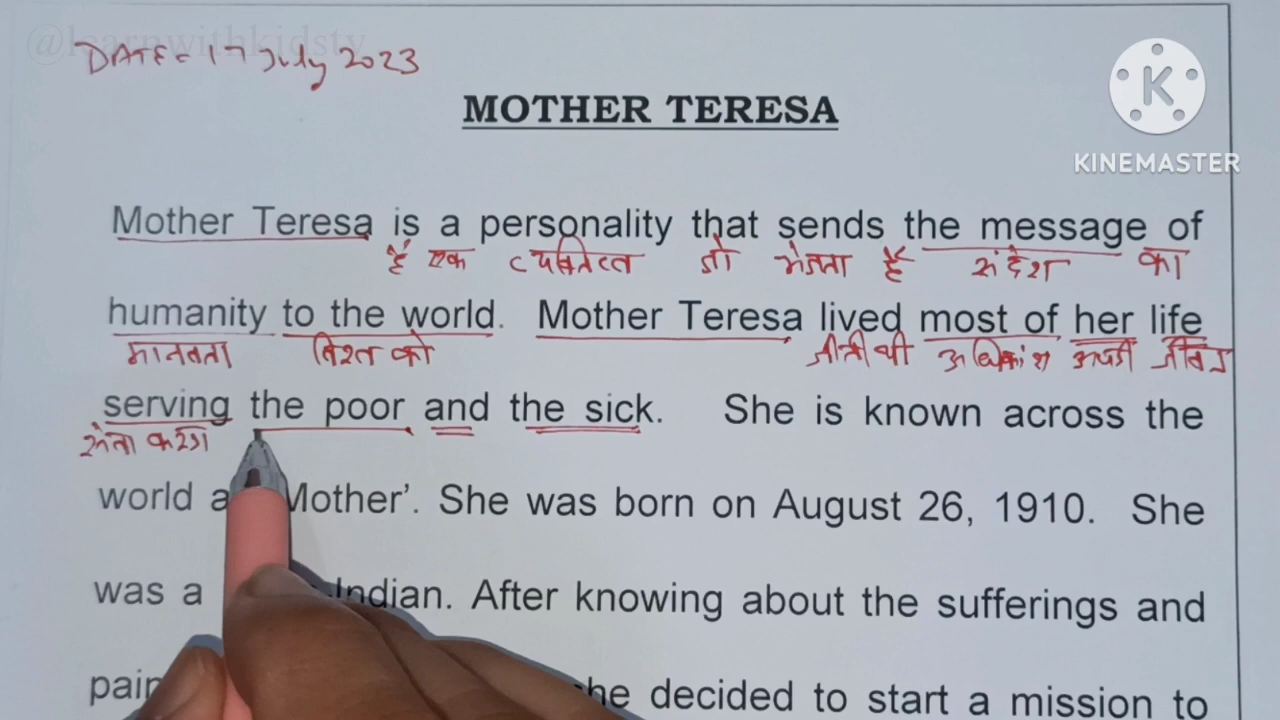 @learnwithkidstv
DATE = 17 July 2023
KINEMASTER
MOTHER TERESA
Mother Teresa is a personality that sends the message of
है एक व्यक्तित्व जो भेजता है संदेश का
humanity to the world. Mother Teresa lived most of her life
मानवता विश्व को जीती थी अधिकांश अपनी जीवन
serving the poor and the sick. She is known across the
सेवा करना
world Mother’. She was born on August 26, 1910. She
was a Indian. After knowing about the sufferings and
she decided to start a mission to